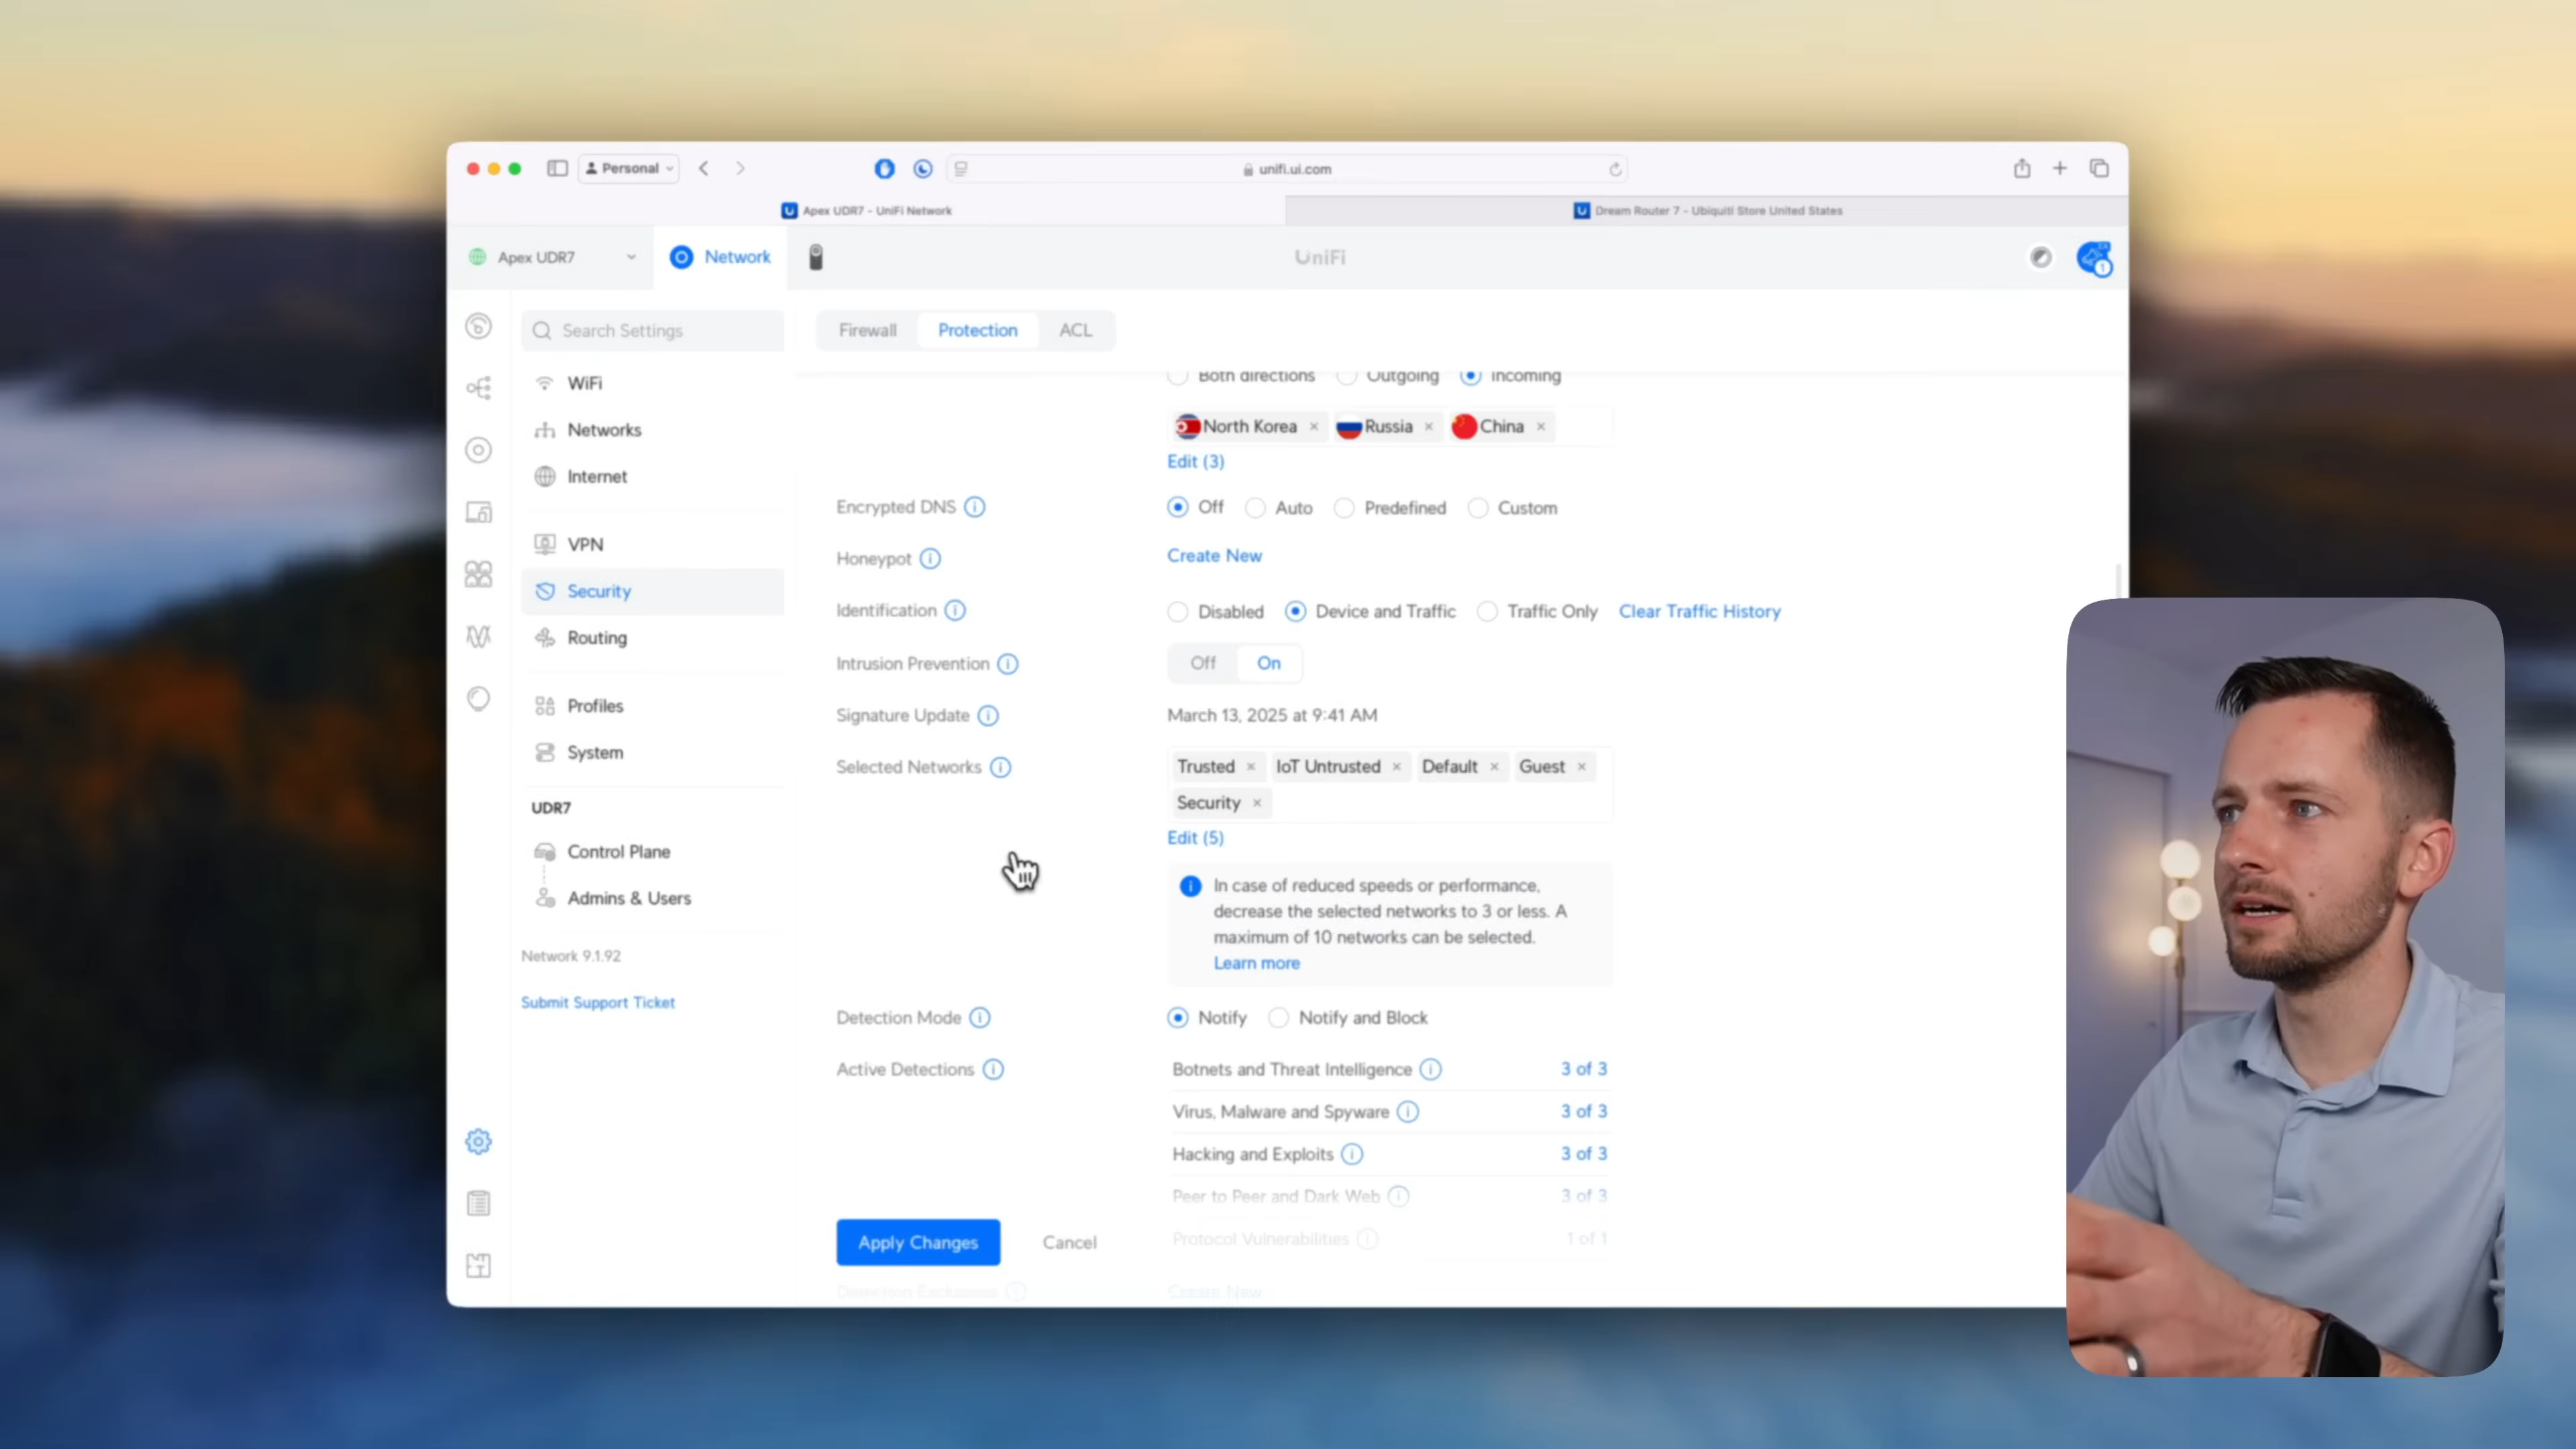 Personal
unifi.ui.com
Apex UDR7 - UniFi Network
Dream Router 7 - Ubiquiti Store United States
Apex UDR7
Network
UniFi
1
Search Settings
WiFi
Networks
Internet
VPN
Security
Routing
Profiles
System
UDR7
Control Plane
Admins & Users
Network 9.1.92
Submit Support Ticket
Firewall
Protection
ACL
Both directions
Outgoing
Incoming
North Korea ×
Russia ×
China ×
Edit (3)
Encrypted DNS
Off
Auto
Predefined
Custom
Honeypot
Create New
Identification
Disabled
Device and Traffic
Traffic Only
Clear Traffic History
Intrusion Prevention
Off
On
Signature Update
March 13, 2025 at 9:41 AM
Selected Networks
Trusted ×
IoT Untrusted ×
Default ×
Guest ×
Security ×
Edit (5)
In case of reduced speeds or performance,
decrease the selected networks to 3 or less. A
maximum of 10 networks can be selected.
Learn more
Detection Mode
Notify
Notify and Block
Active Detections
Botnets and Threat Intelligence
3 of 3
Virus, Malware and Spyware
3 of 3
Hacking and Exploits
3 of 3
Peer to Peer and Dark Web
3 of 3
Protocol Vulnerabilities
1 of 1
Apply Changes
Cancel
Detection Exclusions
Create New